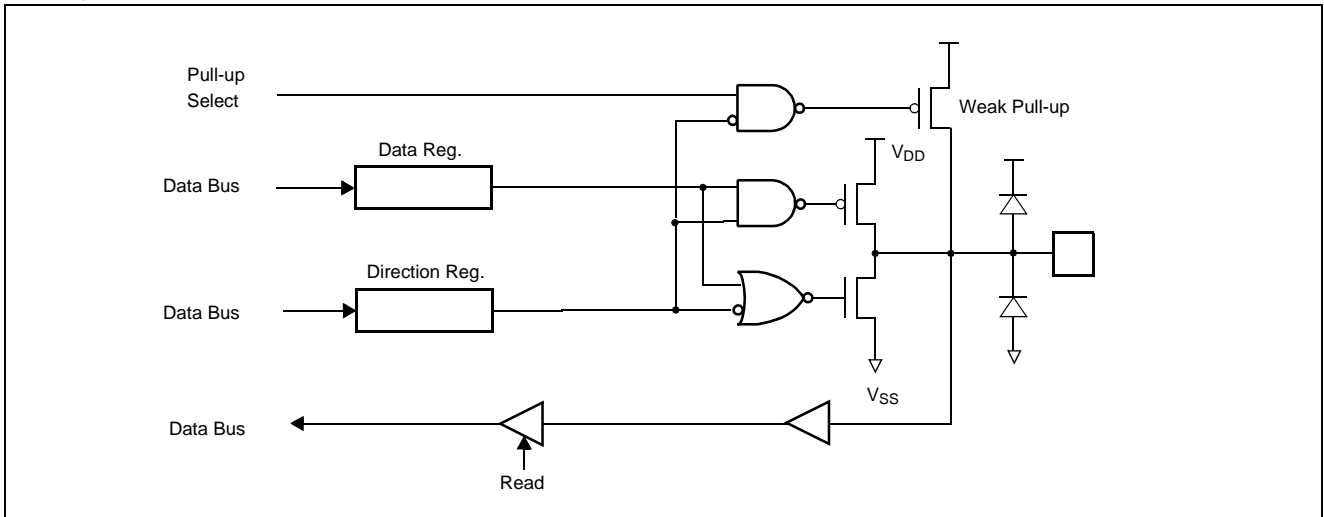 Pull-up
Select
Weak Pull-up
Data Reg.
VDD
Data Bus
Direction Reg.
Data Bus
VSS
Data Bus
Read